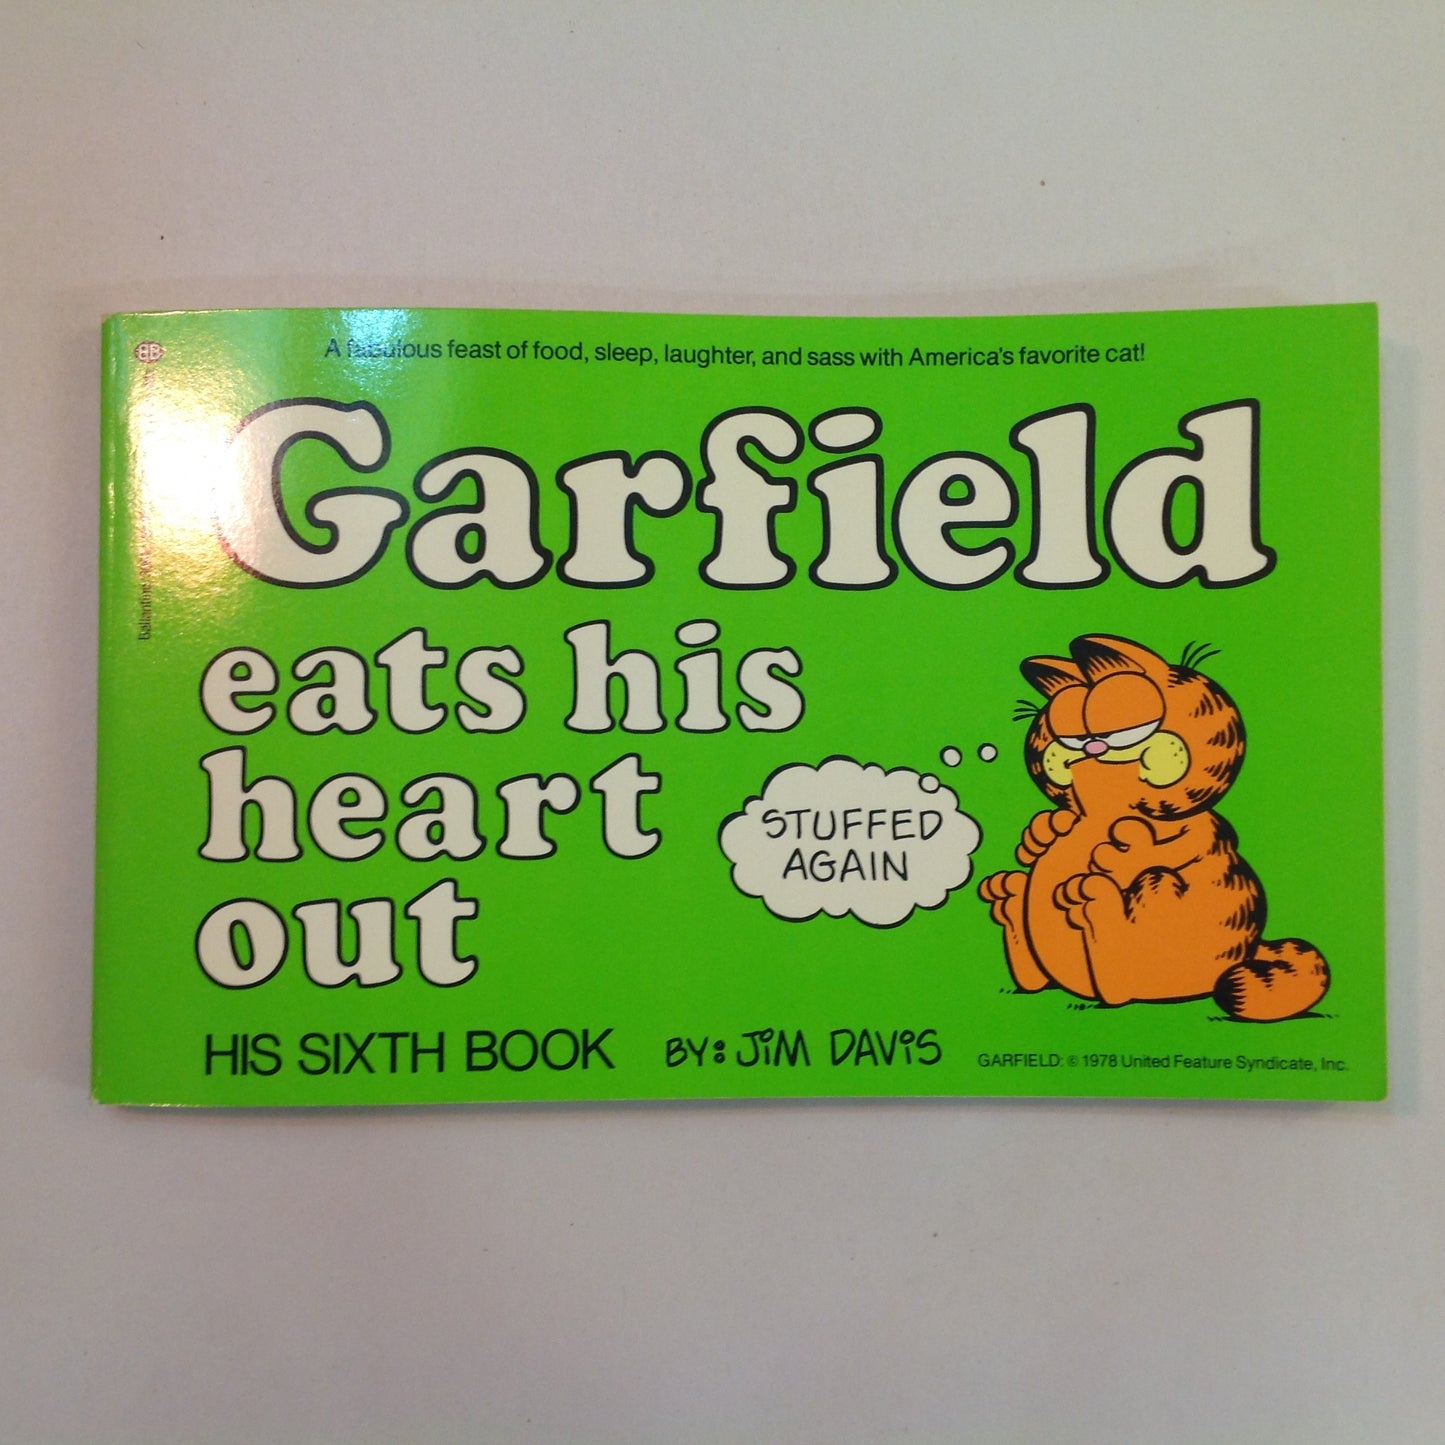 BB
A fabulous feast of food, sleep, laughter, and sass with America's favorite cat!
Garfield
eats his
heart
out
STUFFED
AGAIN
HIS SIXTH BOOK
BY: JIM DAVIS
GARFIELD: © 1978 United Feature Syndicate, Inc.
Ballantine